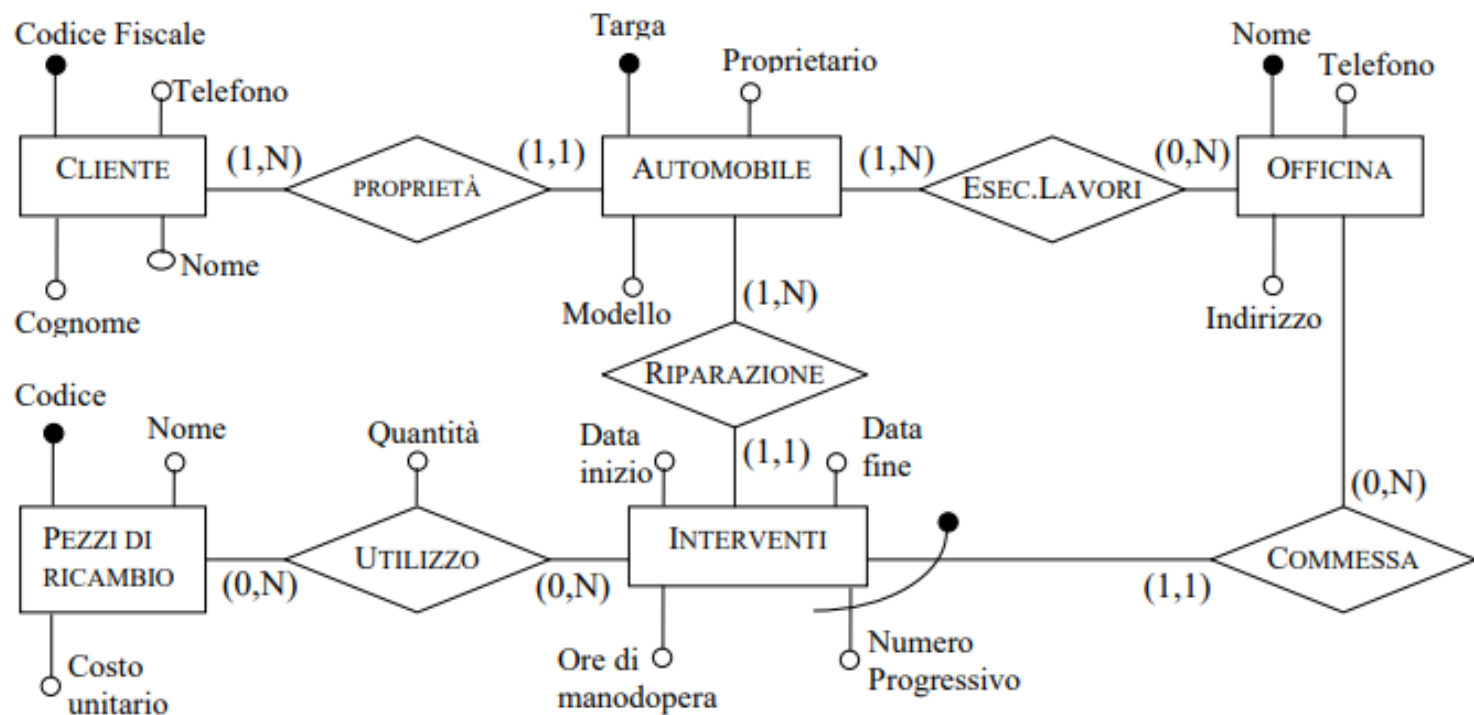 Codice Fiscale
Telefono
CLIENTE
(1,N)
PROPRIETÀ
(1,1)
Nome
Cognome
Targa
Proprietario
AUTOMOBILE
(1,N)
ESEC.LAVORI
(0,N)
Modello
(1,N)
Nome
Telefono
OFFICINA
Indirizzo
RIPARAZIONE
(1,1)
Codice
Nome
PEZZI DI
RICAMBIO
(0,N)
Costo
unitario
Quantità
UTILIZZO
(0,N)
Data
inizio
Data
fine
INTERVENTI
Ore di
manodopera
Numero
Progressivo
(1,1)
COMMESSA
(0,N)